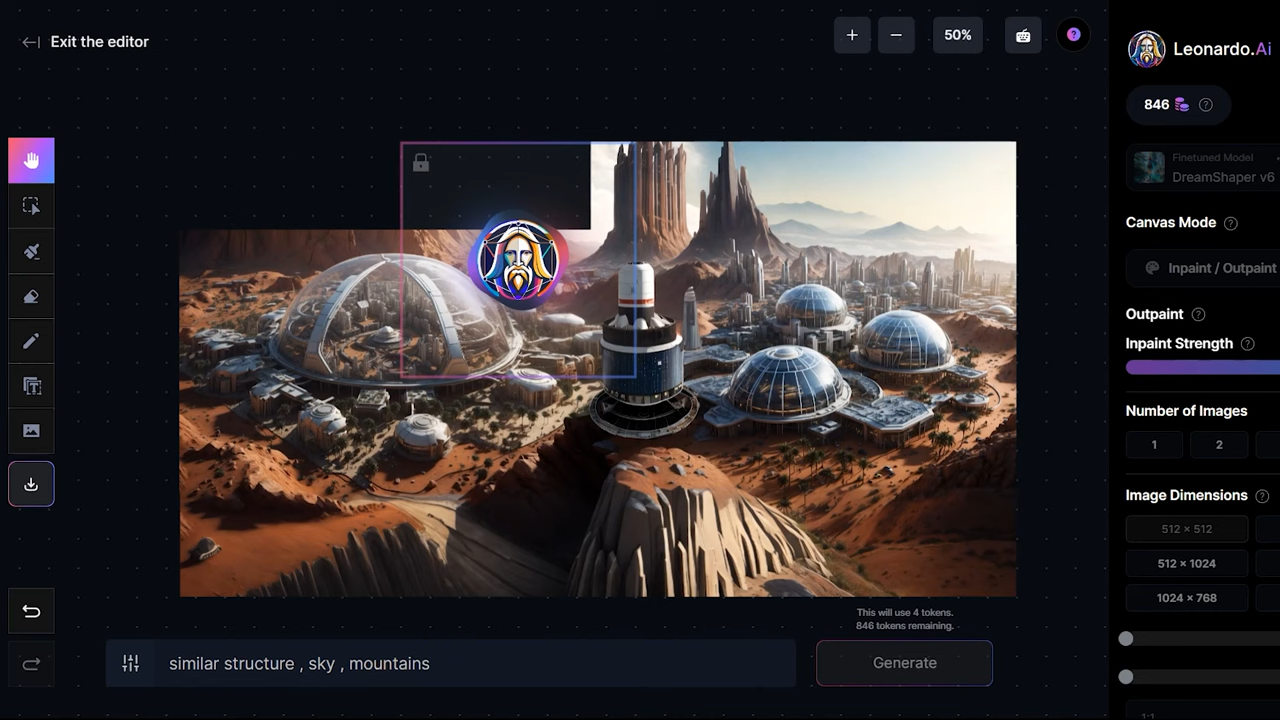 Exit the editor
50%
Leonardo.Ai
846
Finetuned Model
DreamShaper v6
Canvas Mode
Inpaint / Outpaint
Outpaint
Inpaint Strength
Number of Images
1 2
Image Dimensions
512 × 512
512 × 1024
1024 × 768
This will use 4 tokens.
846 tokens remaining.
similar structure , sky , mountains
Generate
1:1